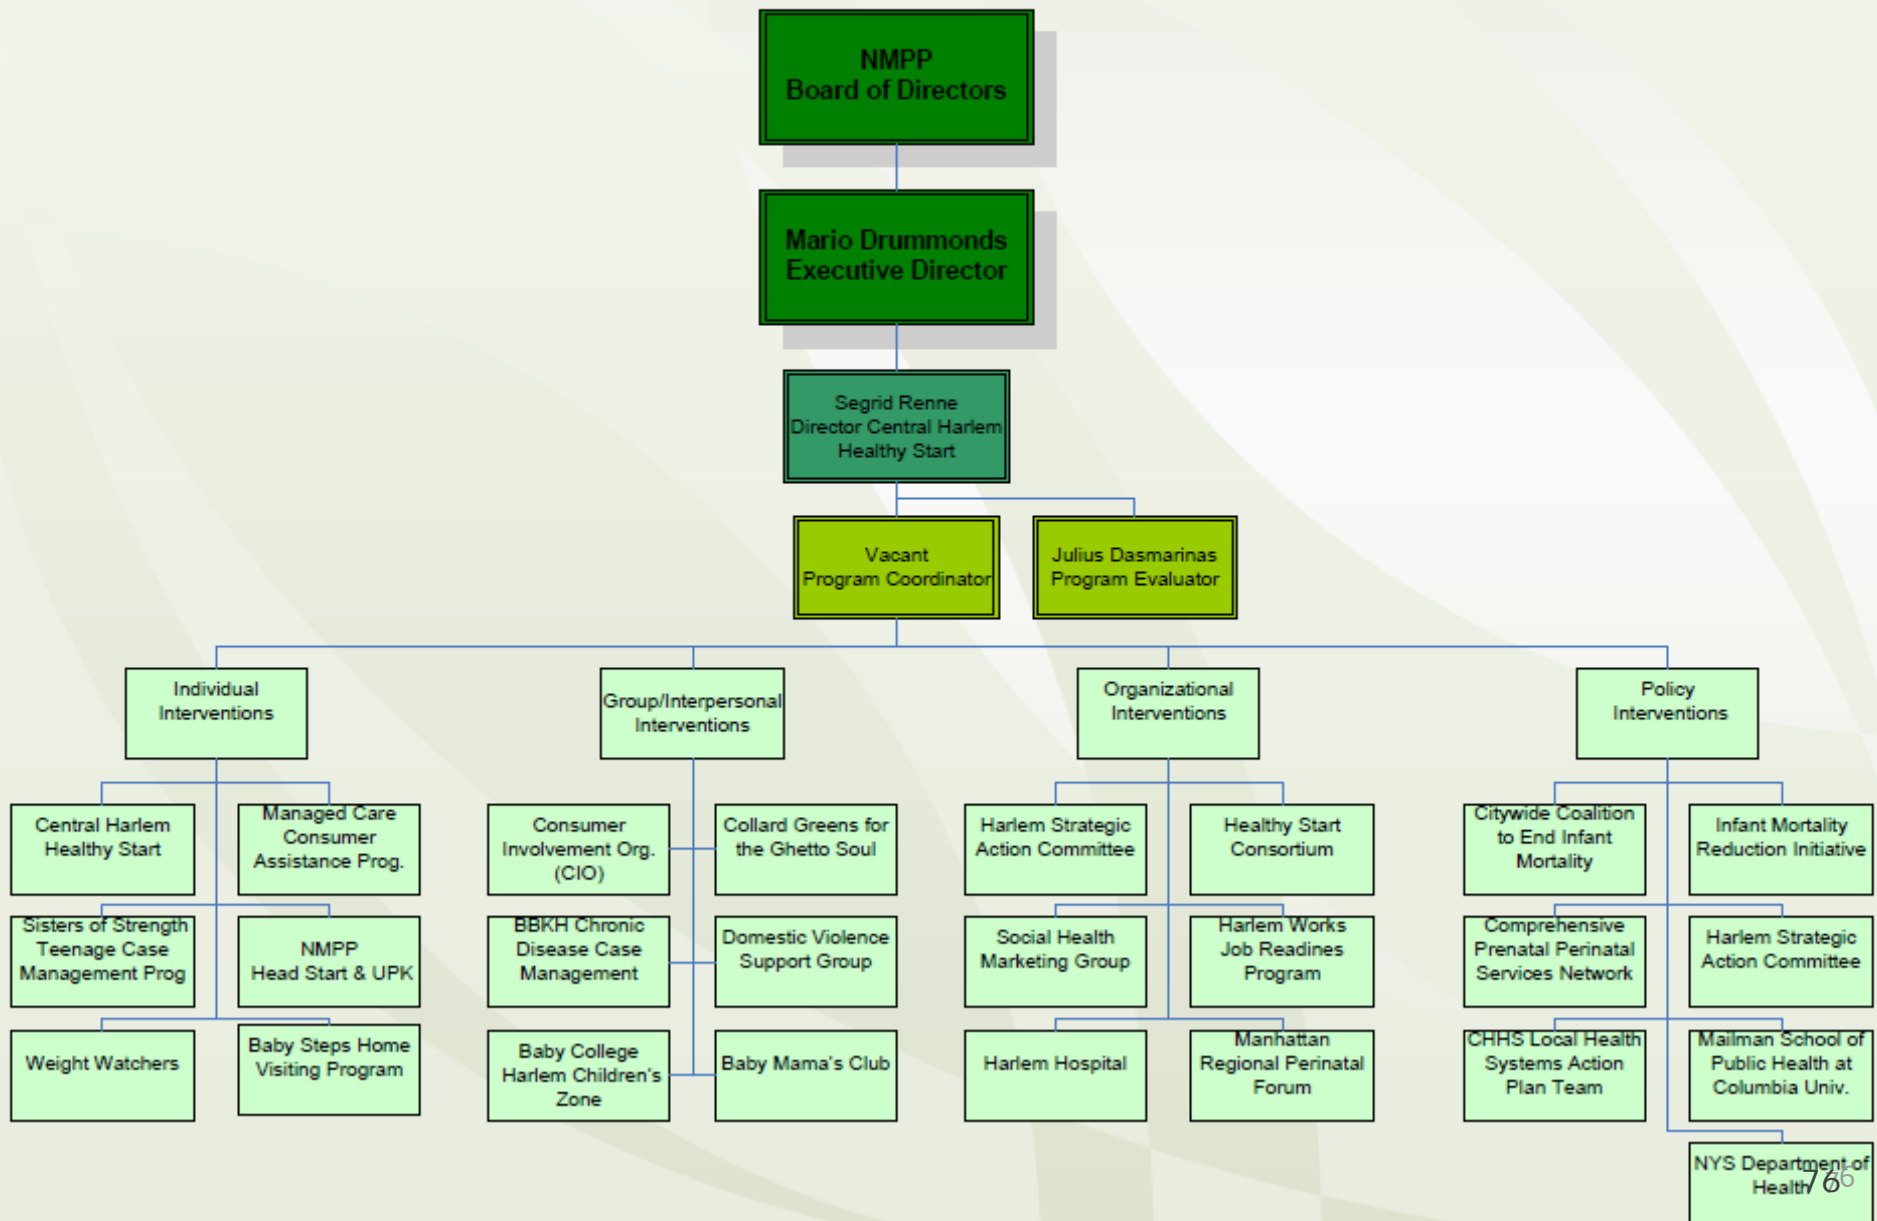 NMPP
Board of Directors
Mario Drummonds
Executive Director
Segrid Renne
Director Central Harlem
Healthy Start
Vacant
Program Coordinator
Julius Dasmarinas
Program Evaluator
Individual
Interventions
Group/Interpersonal
Interventions
Organizational
Interventions
Policy
Interventions
Central Harlem
Healthy Start
Managed Care
Consumer
Assistance Prog.
Consumer
Involvement Org.
(CIO)
Collard Greens for
the Ghetto Soul
Harlem Strategic
Action Committee
Healthy Start
Consortium
Citywide Coalition
to End Infant
Mortality
Infant Mortality
Reduction Initiative
Sisters of Strength
Teenage Case
Management Prog
NMPP
Head Start & UPK
BBKH Chronic
Disease Case
Management
Domestic Violence
Support Group
Social Health
Marketing Group
Harlem Works
Job Readines
Program
Comprehensive
Prenatal Perinatal
Services Network
Harlem Strategic
Action Committee
Weight Watchers
Baby Steps Home
Visiting Program
Baby College
Harlem Children's
Zone
Baby Mama's Club
Harlem Hospital
Manhattan
Regional Perinatal
Forum
CHHS Local Health
Systems Action
Plan Team
Mailman School of
Public Health at
Columbia Univ.
NYS Department of
Health
76
76